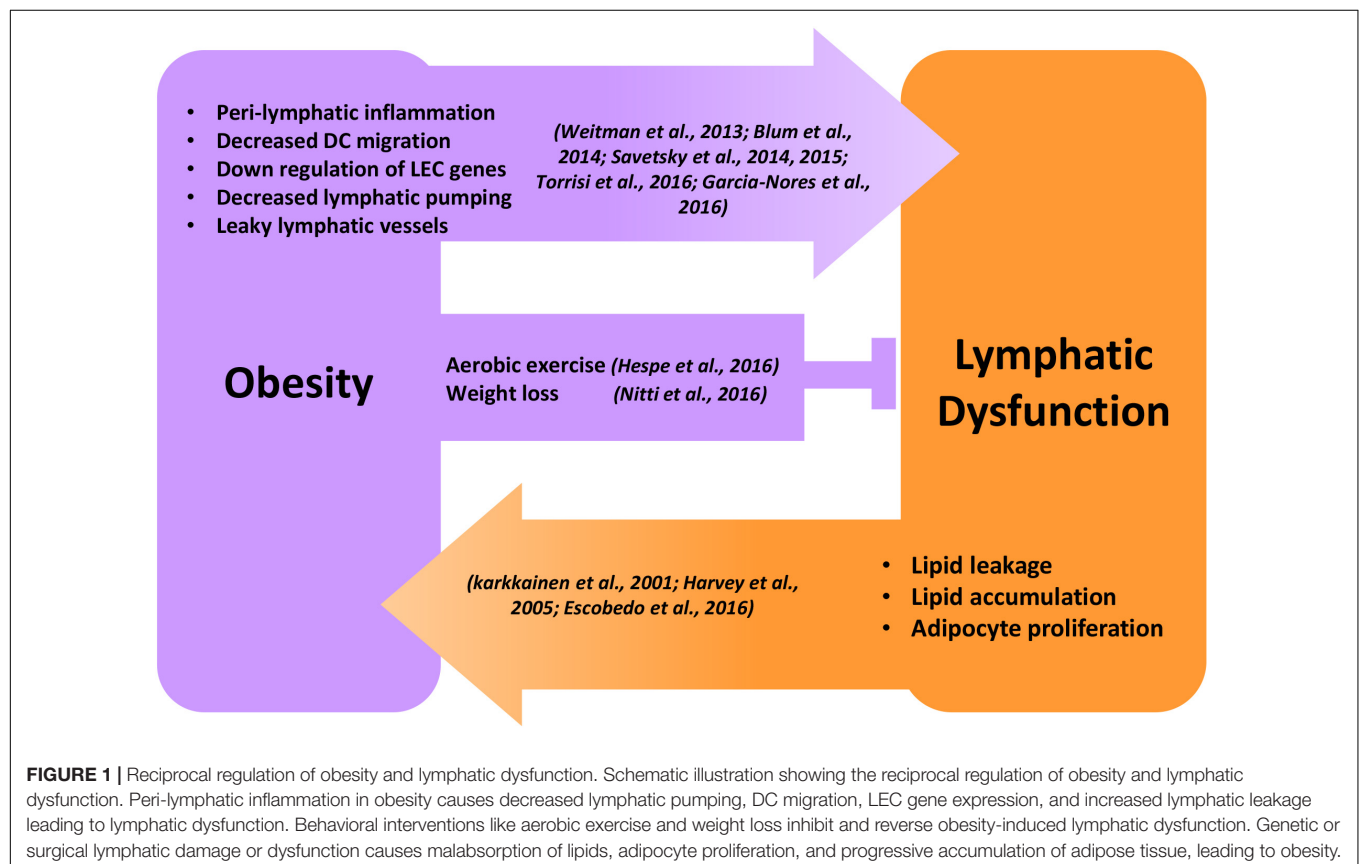 • Peri-lymphatic inflammation
• Decreased DC migration
• Down regulation of LEC genes
• Decreased lymphatic pumping
• Leaky lymphatic vessels
(Weitman et al., 2013; Blum et al.,
2014; Savetsky et al., 2014, 2015;
Torrisi et al., 2016; Garcia-Nores et al.,
2016)
Obesity
Aerobic exercise (Hespe et al., 2016)
Weight loss (Nitti et al., 2016)
Lymphatic
Dysfunction
(karkkainen et al., 2001; Harvey et al.,
2005; Escobedo et al., 2016)
• Lipid leakage
• Lipid accumulation
• Adipocyte proliferation
FIGURE 1 | Reciprocal regulation of obesity and lymphatic dysfunction. Schematic illustration showing the reciprocal regulation of obesity and lymphatic
dysfunction. Peri-lymphatic inflammation in obesity causes decreased lymphatic pumping, DC migration, LEC gene expression, and increased lymphatic leakage
leading to lymphatic dysfunction. Behavioral interventions like aerobic exercise and weight loss inhibit and reverse obesity-induced lymphatic dysfunction. Genetic or
surgical lymphatic damage or dysfunction causes malabsorption of lipids, adipocyte proliferation, and progressive accumulation of adipose tissue, leading to obesity.